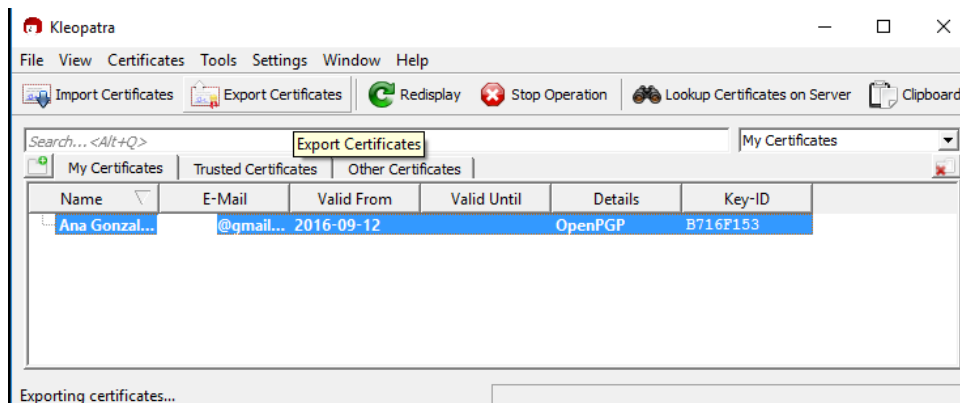 Kleopatra
File View Certificates Tools Settings Window Help
Import Certificates Export Certificates Redisplay Stop Operation Lookup Certificates on Server Clipboard
Search...<Alt+Q> Export Certificates My Certificates
My Certificates Trusted Certificates Other Certificates
Name E-Mail Valid From Valid Until Details Key-ID
Ana Gonzal... @gmail... 2016-09-12 OpenPGP B716F153
Exporting certificates...